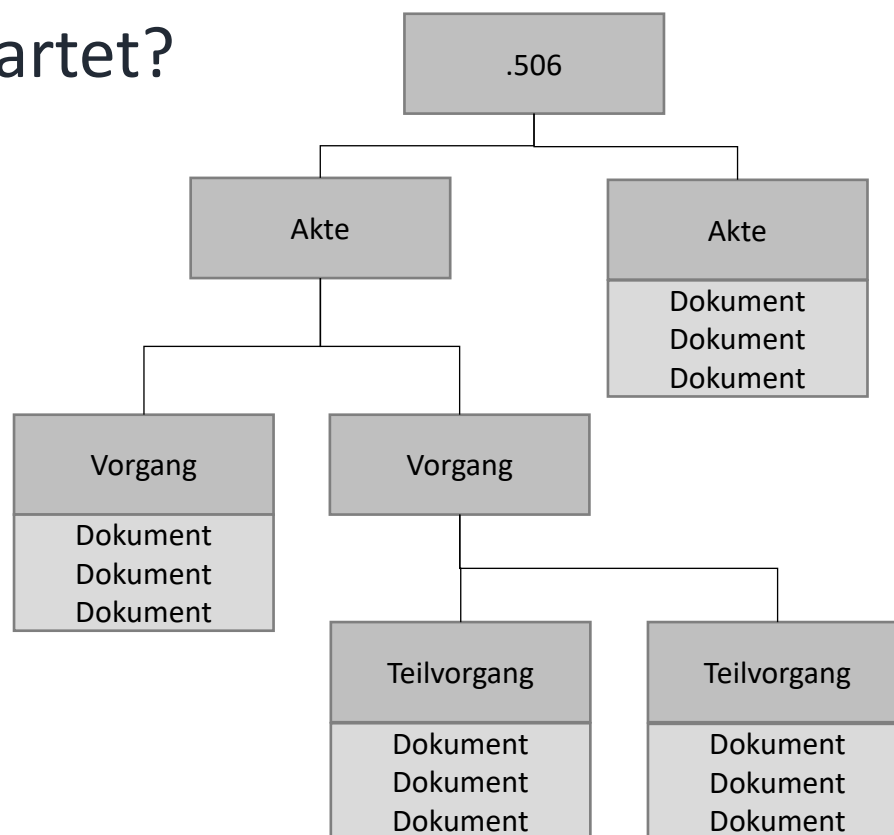 artet?
.506
Akte
Akte
Dokument
Dokument
Dokument
Vorgang
Dokument
Dokument
Dokument
Vorgang
Teilvorgang
Dokument
Dokument
Dokument
Teilvorgang
Dokument
Dokument
Dokument